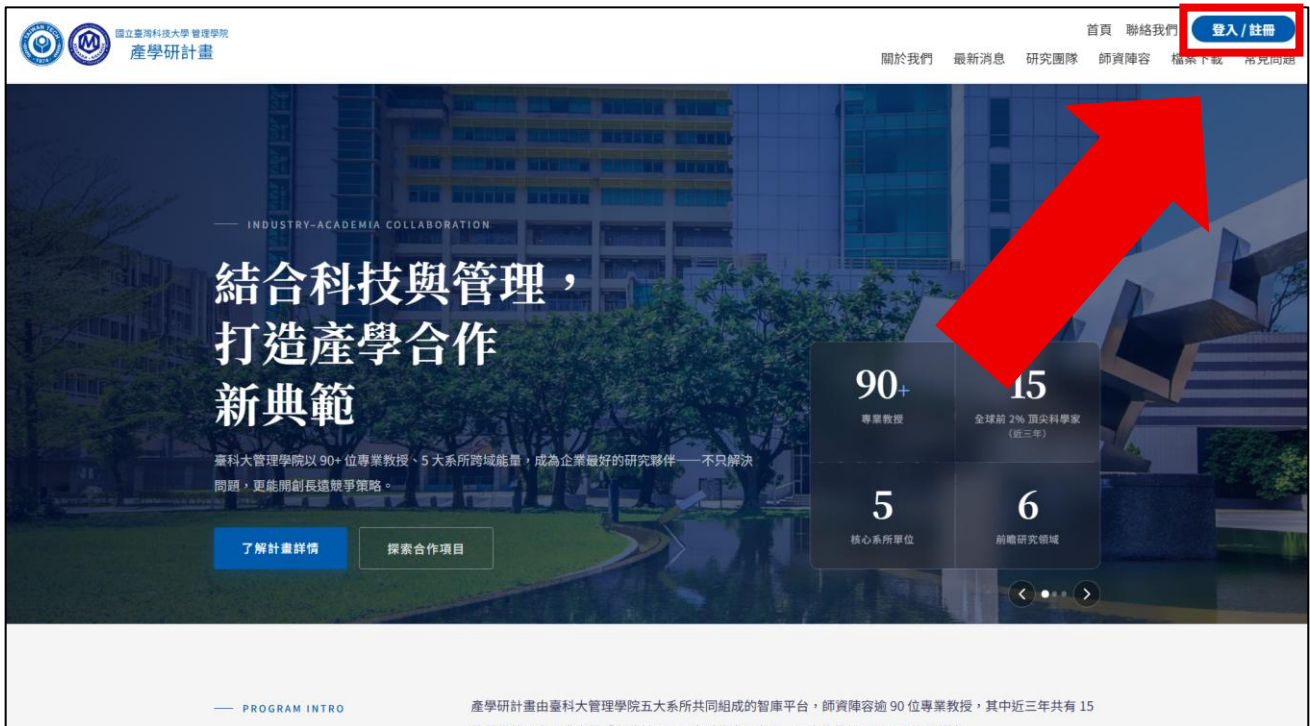 國立臺灣科技大學 管理學院
產學研計畫
首頁 聯絡我們 登入 / 註冊
關於我們 最新消息 研究團隊 師資陣容 檔案下載 常見問題
INDUSTRY–ACADEMIA COLLABORATION
結合科技與管理，
打造產學合作
新典範
臺科大管理學院以 90+ 位專業教授、5 大系所跨域能量，成為企業最好的研究夥伴——不只解決
問題，更能開創長遠競爭策略。
了解計畫詳情 探索合作項目
90+
專業教授
15
全球前 2% 頂尖科學家
（近三年）
5
核心系所單位
6
前瞻研究領域
PROGRAM INTRO
產學研計畫由臺科大管理學院五大系所共同組成的智庫平台，師資陣容逾 90 位專業教授，其中近三年共有 15